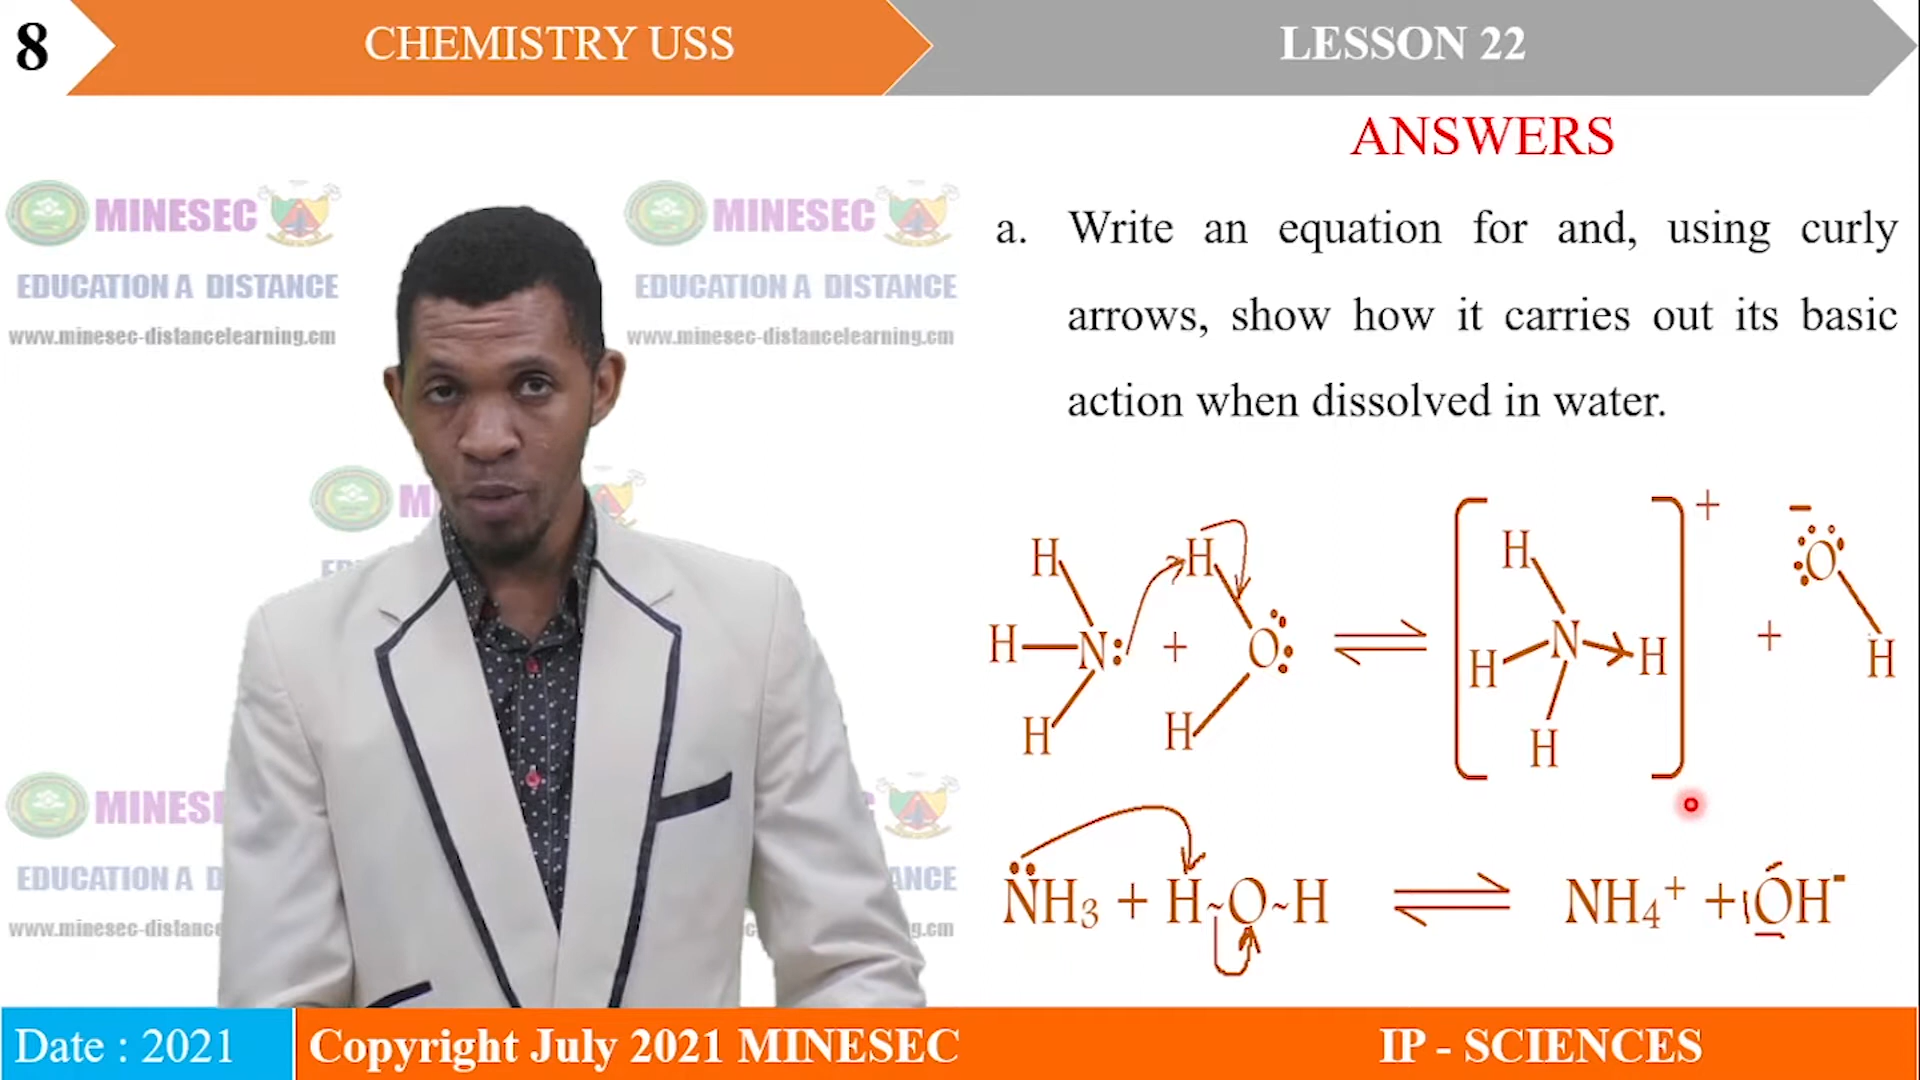 8
CHEMISTRY USS
LESSON 22
ANSWERS
MINESEC
MINESEC
EDUCATION A DISTANCE
EDUCATION A DISTANCE
www.minesec-distancelearning.cm
www.minesec-distancelearning.cm
a. Write an equation for and, using curly
arrows, show how it carries out its basic
action when dissolved in water.
H H H + −
H—N: + O ⇌ H N→H + O
H H H H
NH₃ + H-O-H ⇌ NH₄⁺ + OH⁻
Date : 2021
Copyright July 2021 MINESEC
IP - SCIENCES